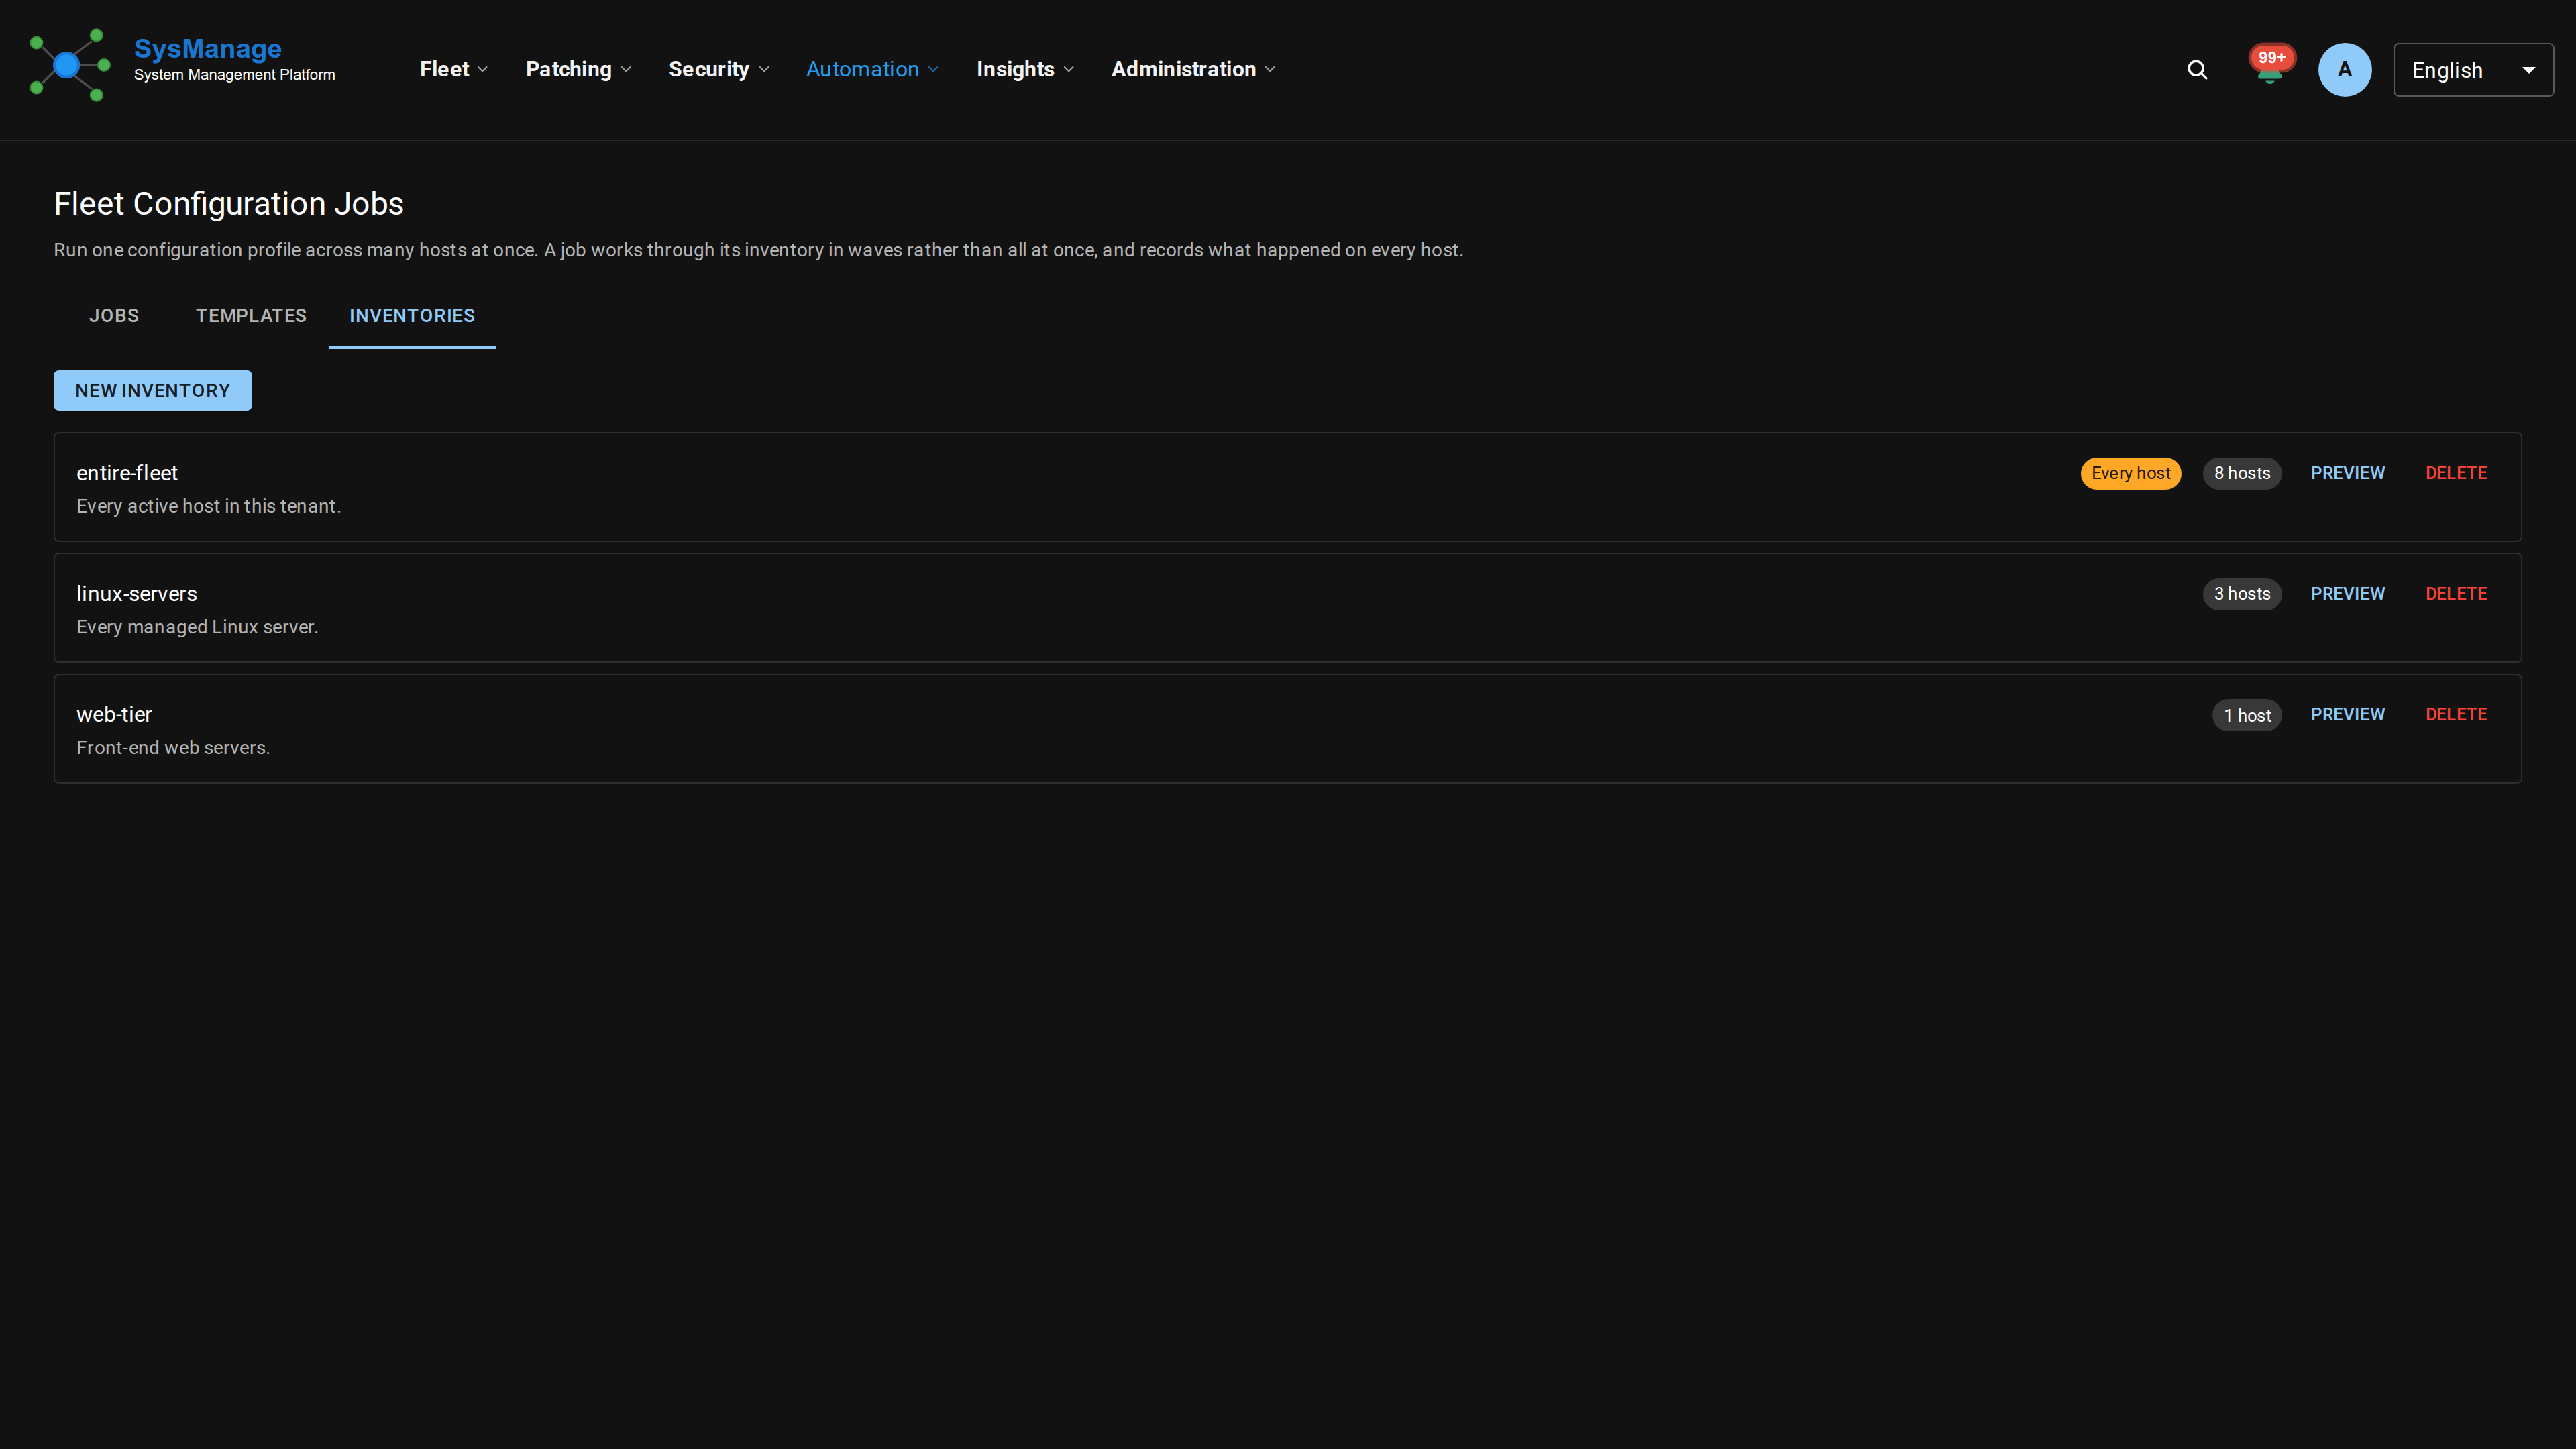 SysManage
System Management Platform
Fleet
Patching
Security
Automation
Insights
Administration
99+
A
English
Fleet Configuration Jobs
Run one configuration profile across many hosts at once. A job works through its inventory in waves rather than all at once, and records what happened on every host.
JOBS
TEMPLATES
INVENTORIES
NEW INVENTORY
entire-fleet
Every host
8 hosts
PREVIEW
DELETE
Every active host in this tenant.
linux-servers
3 hosts
PREVIEW
DELETE
Every managed Linux server.
web-tier
1 host
PREVIEW
DELETE
Front-end web servers.